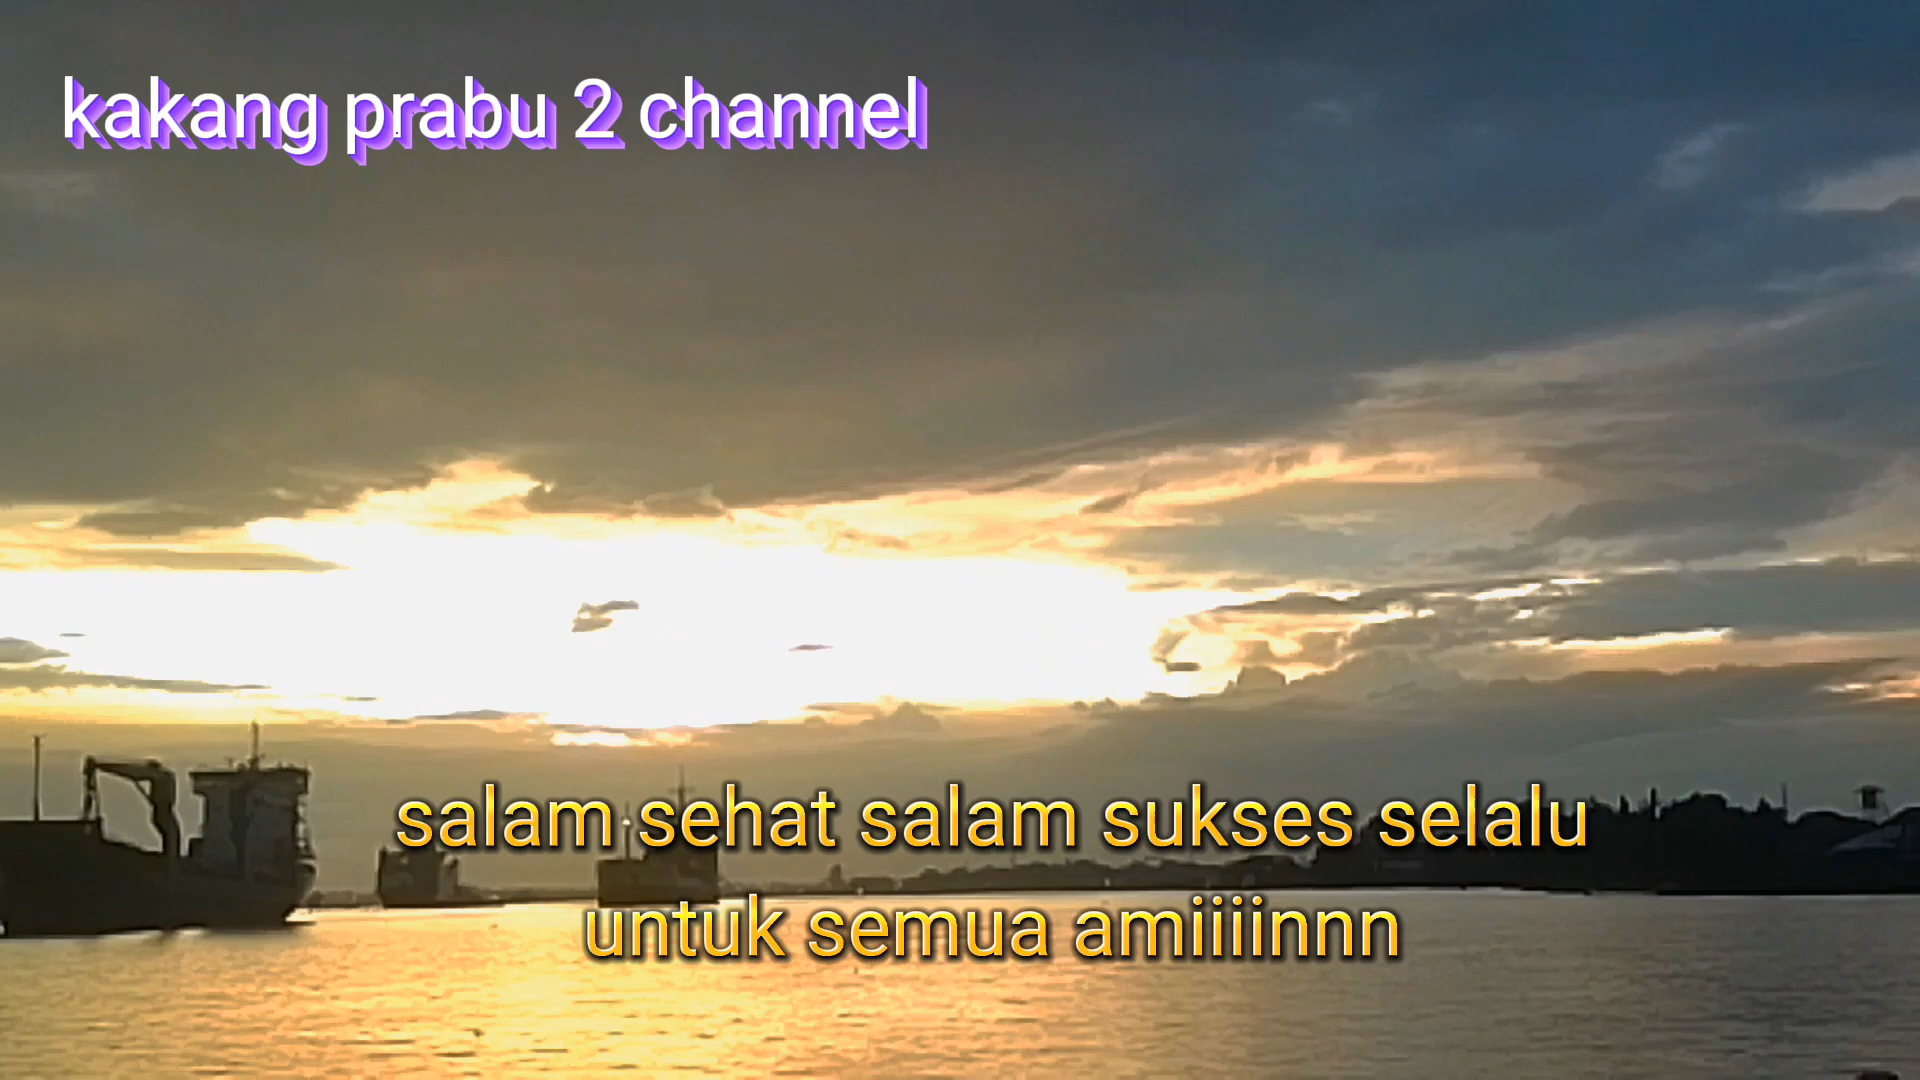 kakang prabu 2 channel
salam sehat salam sukses selalu
untuk semua amiiiinnn